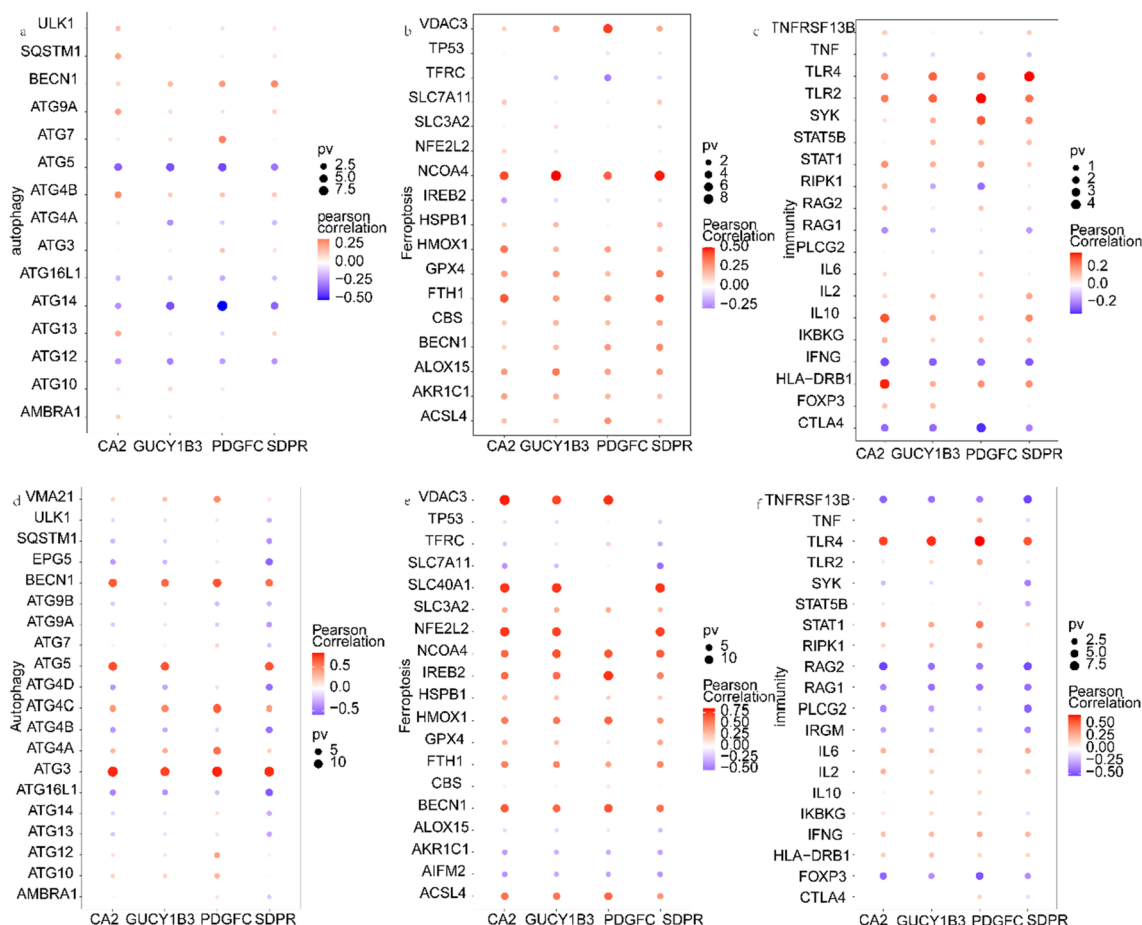 a
ULK1
SQSTM1
BECN1
ATG9A
ATG7
ATG5
ATG4B
ATG4A
ATG3
ATG16L1
ATG14
ATG13
ATG12
ATG10
AMBRA1
autophagy
CA2 GUCY1B3 PDGFC SDPR
pv
2.5
5.0
7.5
pearson
correlation
0.25
0.00
−0.25
−0.50
b
VDAC3
TP53
TFRC
SLC7A11
SLC3A2
NFE2L2
NCOA4
IREB2
HSPB1
HMOX1
GPX4
FTH1
CBS
BECN1
ALOX15
AKR1C1
ACSL4
Ferroptosis
CA2 GUCY1B3 PDGFC SDPR
pv
2
4
6
8
Pearson
Correlation
0.50
0.25
0.00
−0.25
c
TNFRSF13B
TNF
TLR4
TLR2
SYK
STAT5B
STAT1
RIPK1
RAG2
RAG1
PLCG2
IL6
IL2
IL10
IKBKG
IFNG
HLA−DRB1
FOXP3
CTLA4
immunity
CA2 GUCY1B3 PDGFC SDPR
pv
1
2
3
4
Pearson
Correlation
0.2
0.0
−0.2
d
VMA21
ULK1
SQSTM1
EPG5
BECN1
ATG9B
ATG9A
ATG7
ATG5
ATG4D
ATG4C
ATG4B
ATG4A
ATG3
ATG16L1
ATG14
ATG13
ATG12
ATG10
AMBRA1
Autophagy
CA2 GUCY1B3 PDGFC SDPR
Pearson
Correlation
0.5
0.0
−0.5
pv
5
10
e
VDAC3
TP53
TFRC
SLC7A11
SLC40A1
SLC3A2
NFE2L2
NCOA4
IREB2
HSPB1
HMOX1
GPX4
FTH1
CBS
BECN1
ALOX15
AKR1C1
AIFM2
ACSL4
Ferroptosis
CA2 GUCY1B3 PDGFC SDPR
pv
5
10
Pearson
Correlation
0.75
0.50
0.25
0.00
−0.25
−0.50
f
TNFRSF13B
TNF
TLR4
TLR2
SYK
STAT5B
STAT1
RIPK1
RAG2
RAG1
PLCG2
IRGM
IL6
IL2
IL10
IKBKG
IFNG
HLA−DRB1
FOXP3
CTLA4
immunity
CA2 GUCY1B3 PDGFC SDPR
pv
2.5
5.0
7.5
Pearson
Correlation
0.50
0.25
0.00
−0.25
−0.50